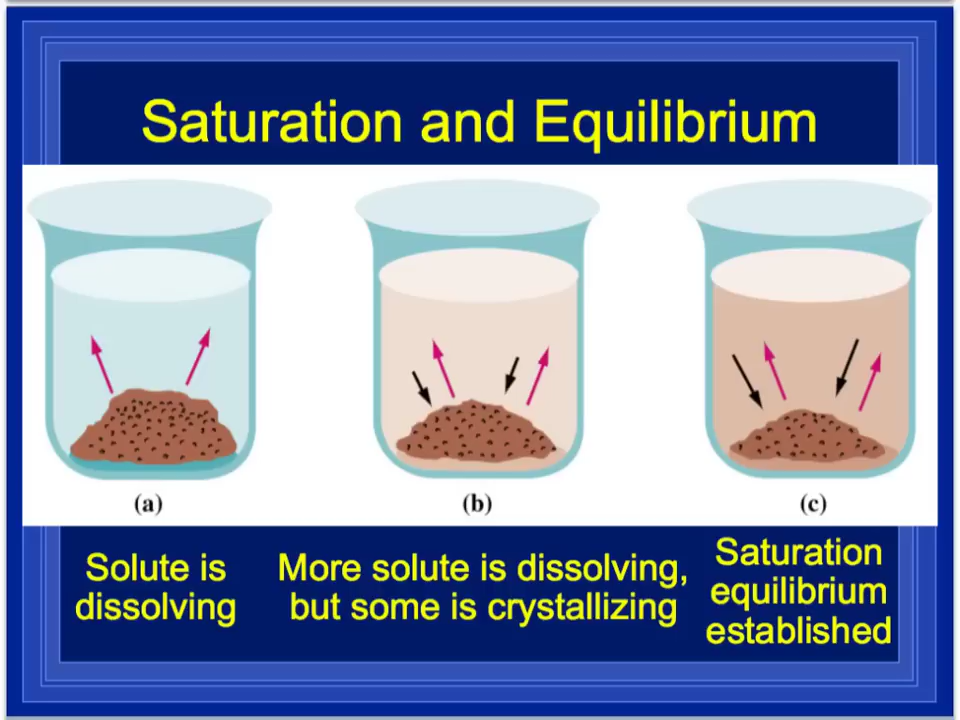 Saturation and Equilibrium
(a)
(b)
(c)
Solute is
dissolving
More solute is dissolving,
but some is crystallizing
Saturation
equilibrium
established